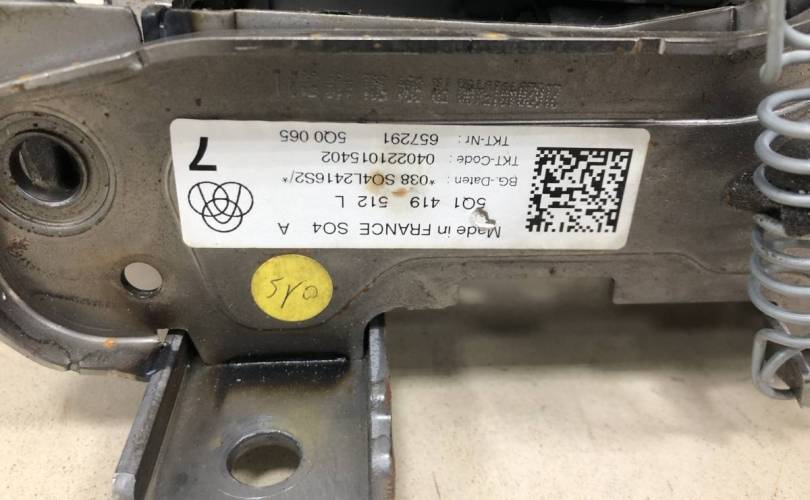 Made in FRANCE SO4 A
5Q1 419 512 L
BG.-Daten : *038 SO4L2416S2/*
TKT-Code : 040221015402
TKT-Nr : 657291 5Q0 065
7